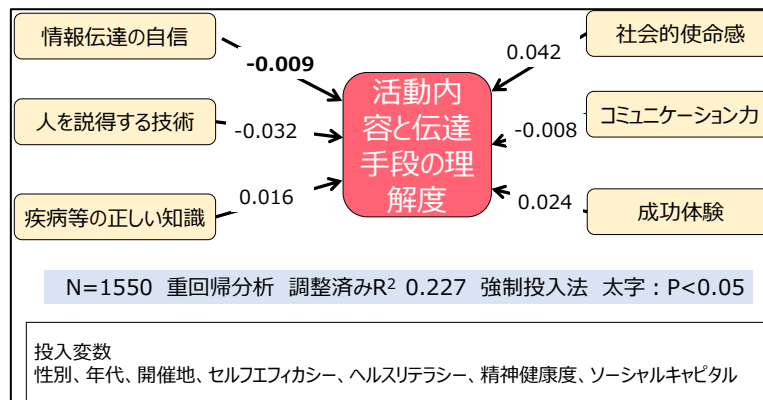 情報伝達の自信
-0.009
人を説得する技術
-0.032
疾病等の正しい知識
0.016
活動内
容と伝達
手段の理
解度
社会的使命感
0.042
コミュニケーション力
-0.008
成功体験
0.024
N=1550 重回帰分析 調整済みR² 0.227 強制投入法 太字：P<0.05
投入変数
性別、年代、開催地、セルフエフィカシー、ヘルスリテラシー、精神健康度、ソーシャルキャピタル